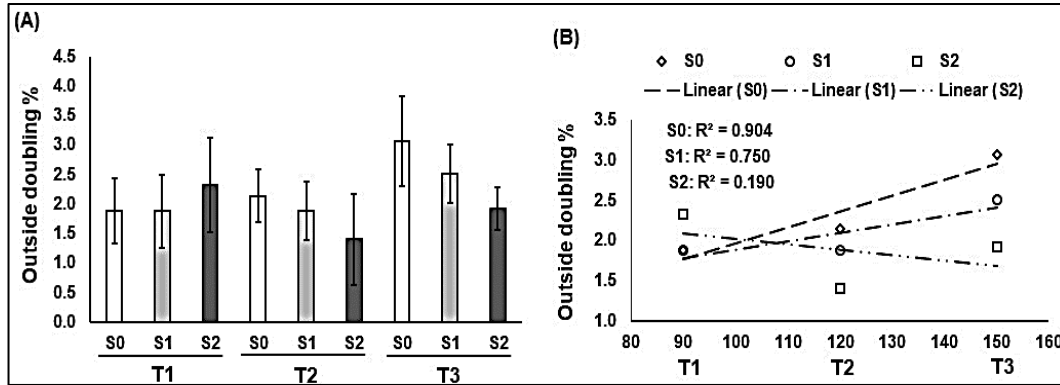 (A)
Outside doubling %
4.5
4.0
3.5
3.0
2.5
2.0
1.5
1.0
0.5
0.0
S0 S1 S2 S0 S1 S2 S0 S1 S2
T1 T2 T3
(B)
S0 S1 S2
Linear (S0) Linear (S1) Linear (S2)
Outside doubling %
3.5
3.0
2.5
2.0
1.5
1.0
S0: R² = 0.904
S1: R² = 0.750
S2: R² = 0.190
80 90 100 110 120 130 140 150 160
T1 T2 T3